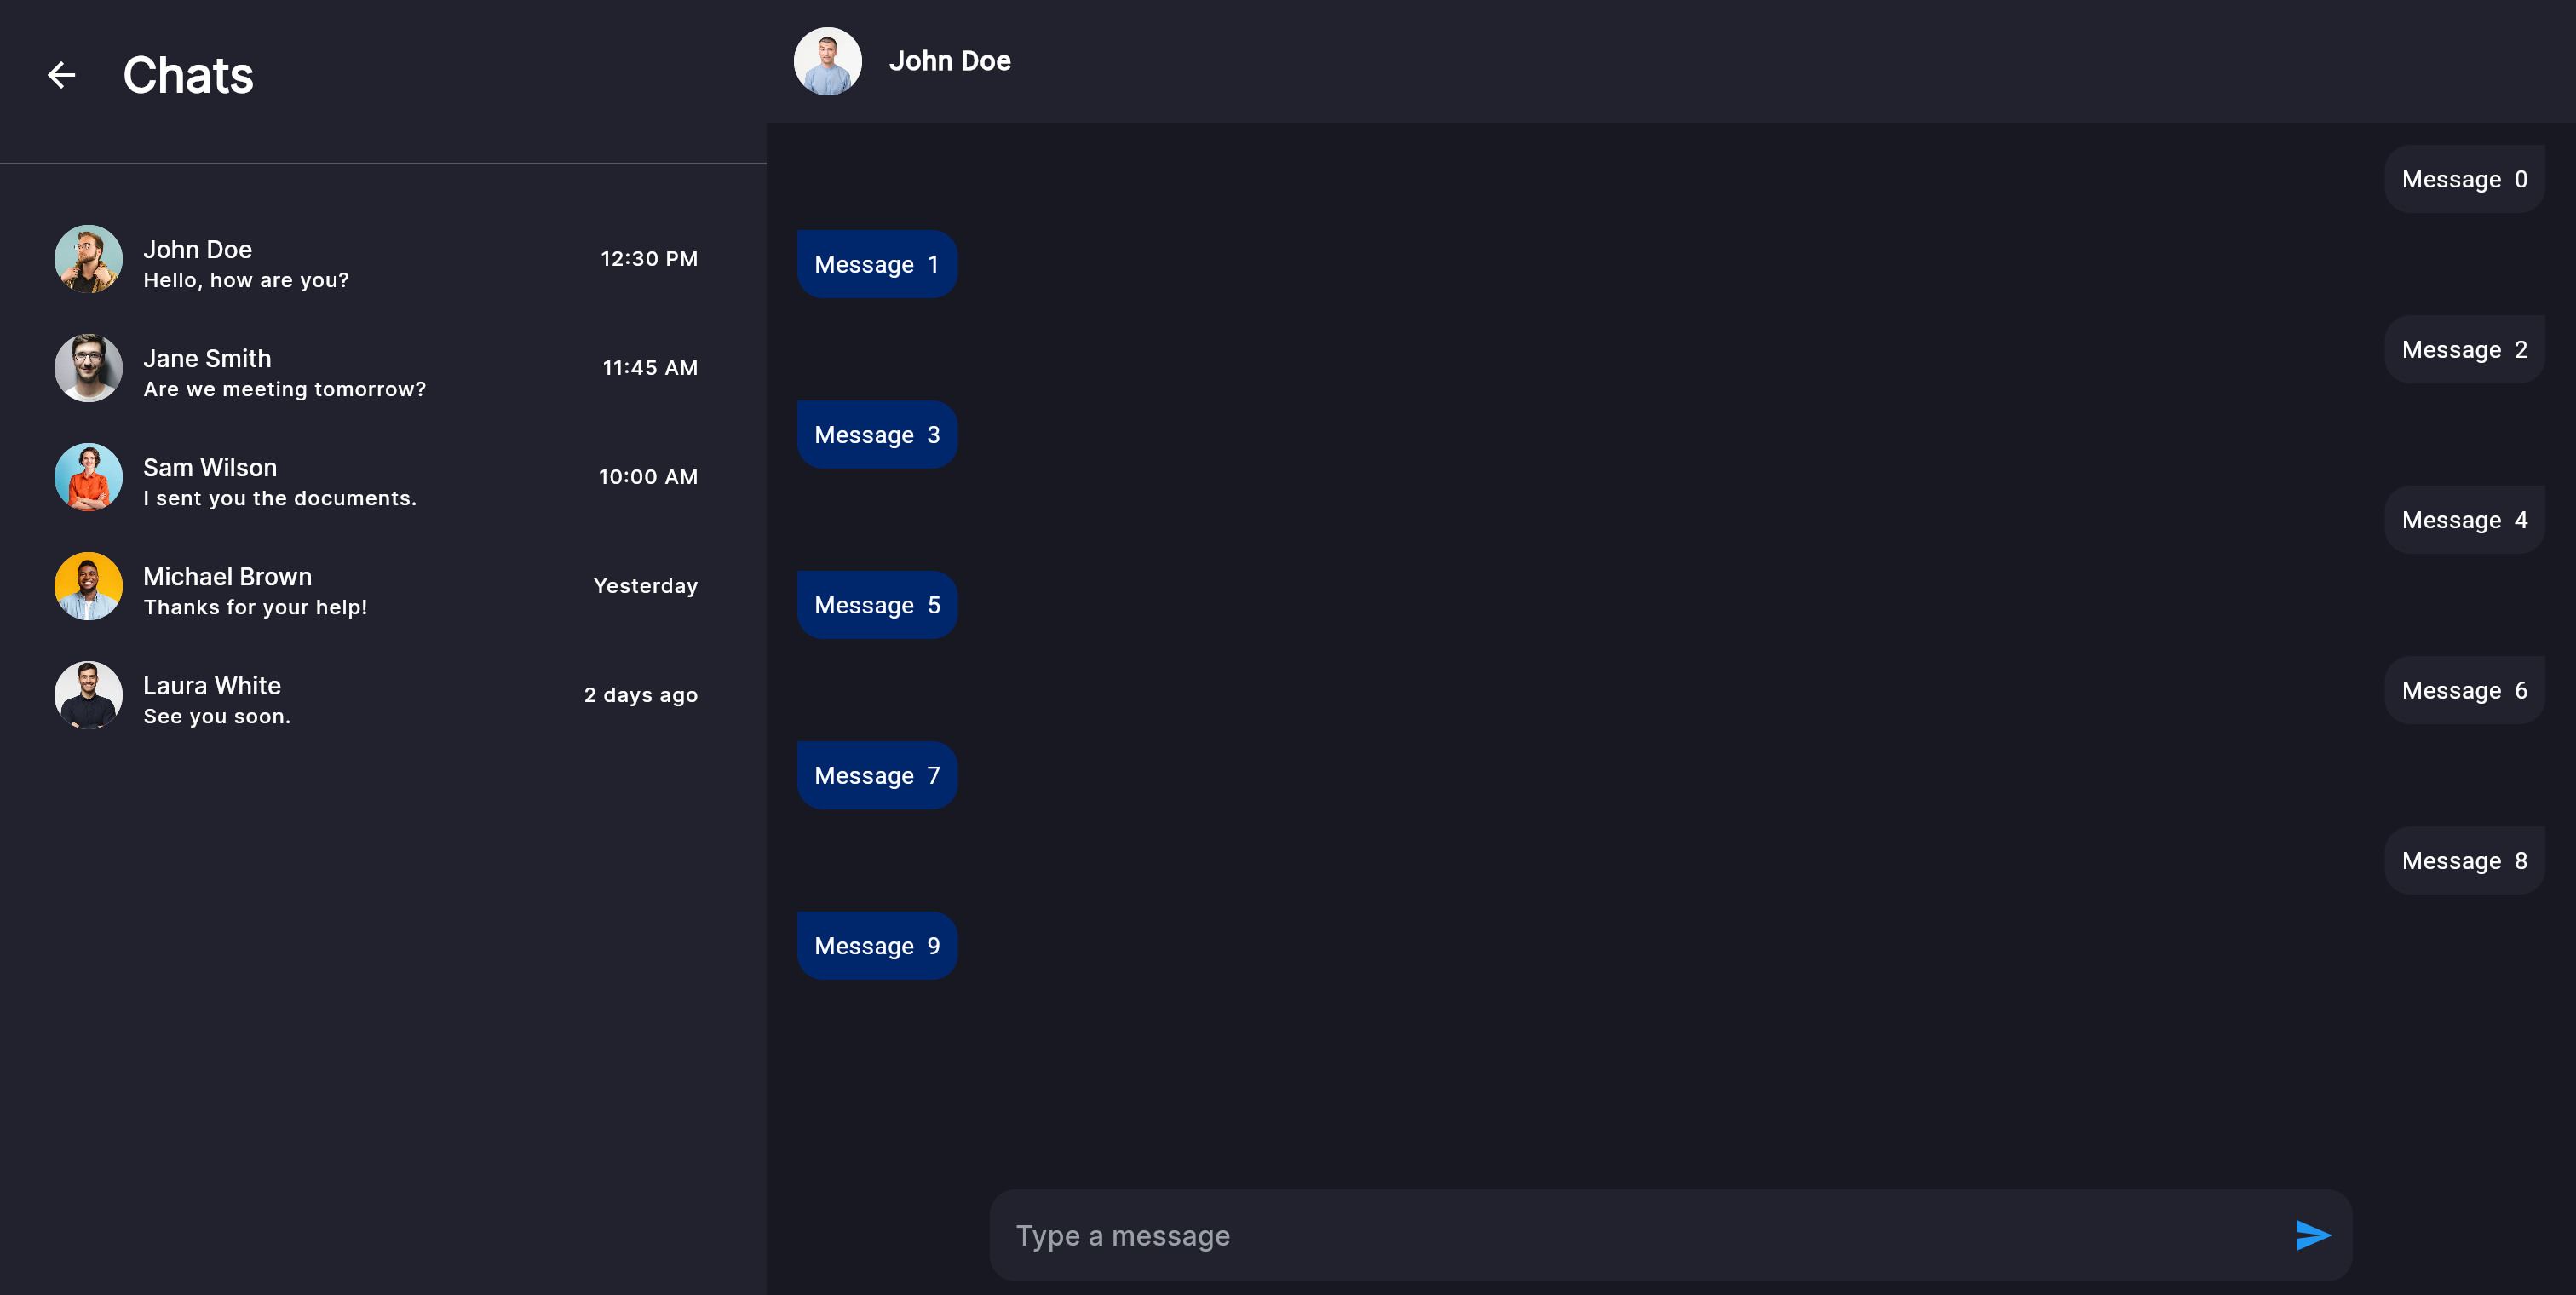 Chats
John Doe
Hello, how are you?
12:30 PM
Jane Smith
Are we meeting tomorrow?
11:45 AM
Sam Wilson
I sent you the documents.
10:00 AM
Michael Brown
Thanks for your help!
Yesterday
Laura White
See you soon.
2 days ago
John Doe
Message 0
Message 1
Message 2
Message 3
Message 4
Message 5
Message 6
Message 7
Message 8
Message 9
Type a message